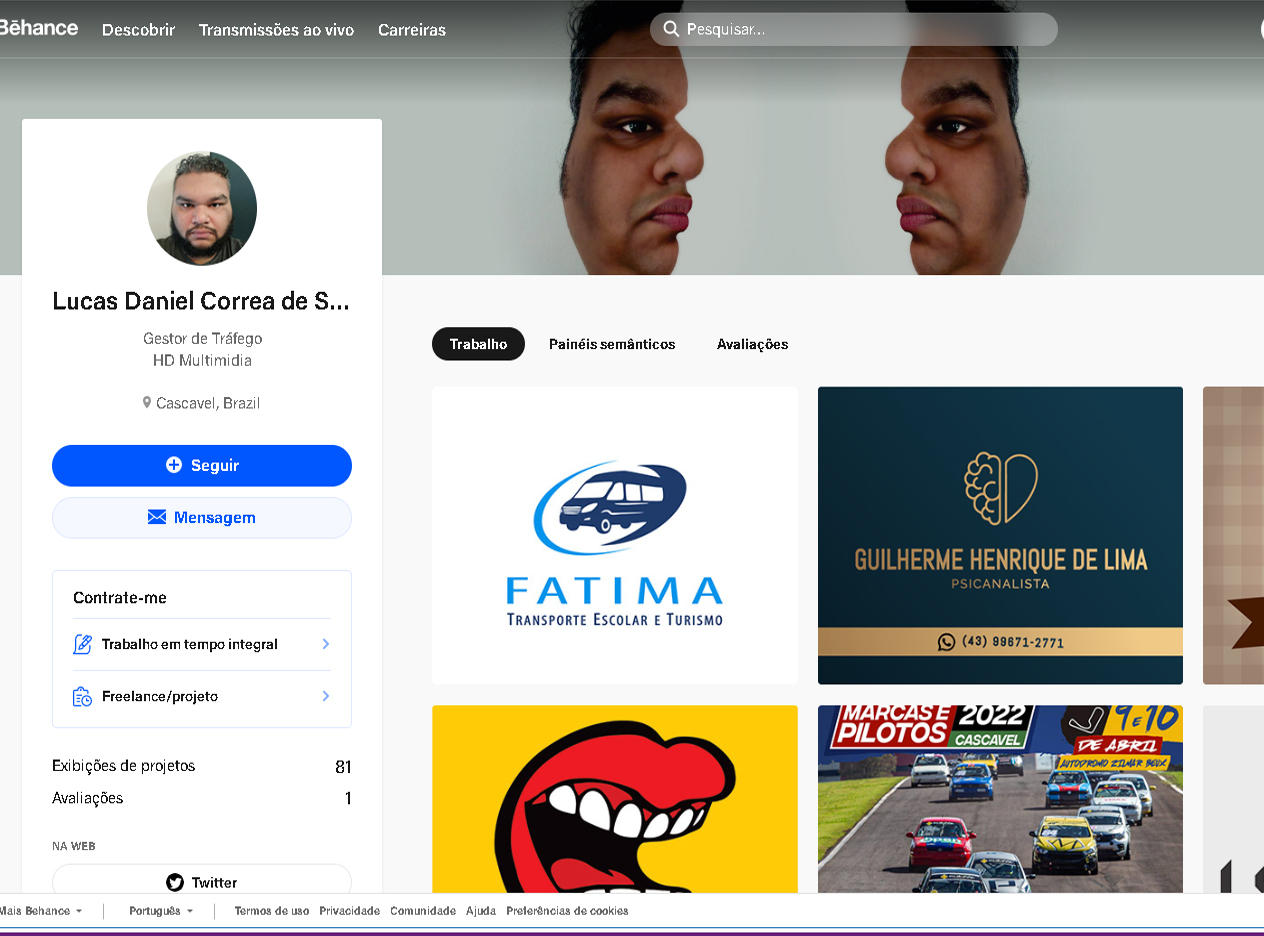 Bēhance
Descobrir
Transmissões ao vivo
Carreiras
Pesquisar...
Lucas Daniel Correa de S...
Gestor de Tráfego
HD Multimidia
Cascavel, Brazil
Seguir
Mensagem
Contrate-me
Trabalho em tempo integral
Freelance/projeto
Exibições de projetos 81
Avaliações 1
NA WEB
Twitter
Trabalho
Painéis semânticos
Avaliações
FATIMA
TRANSPORTE ESCOLAR E TURISMO
GUILHERME HENRIQUE DE LIMA
PSICANALISTA
(43) 99671-2771
MARCAS E
PILOTOS
2022
CASCAVEL
9 E 10
DE ABRIL
AUTÓDROMO ZILMAR BEUX
Mais Behance
Português
Termos de uso
Privacidade
Comunidade
Ajuda
Preferências de cookies